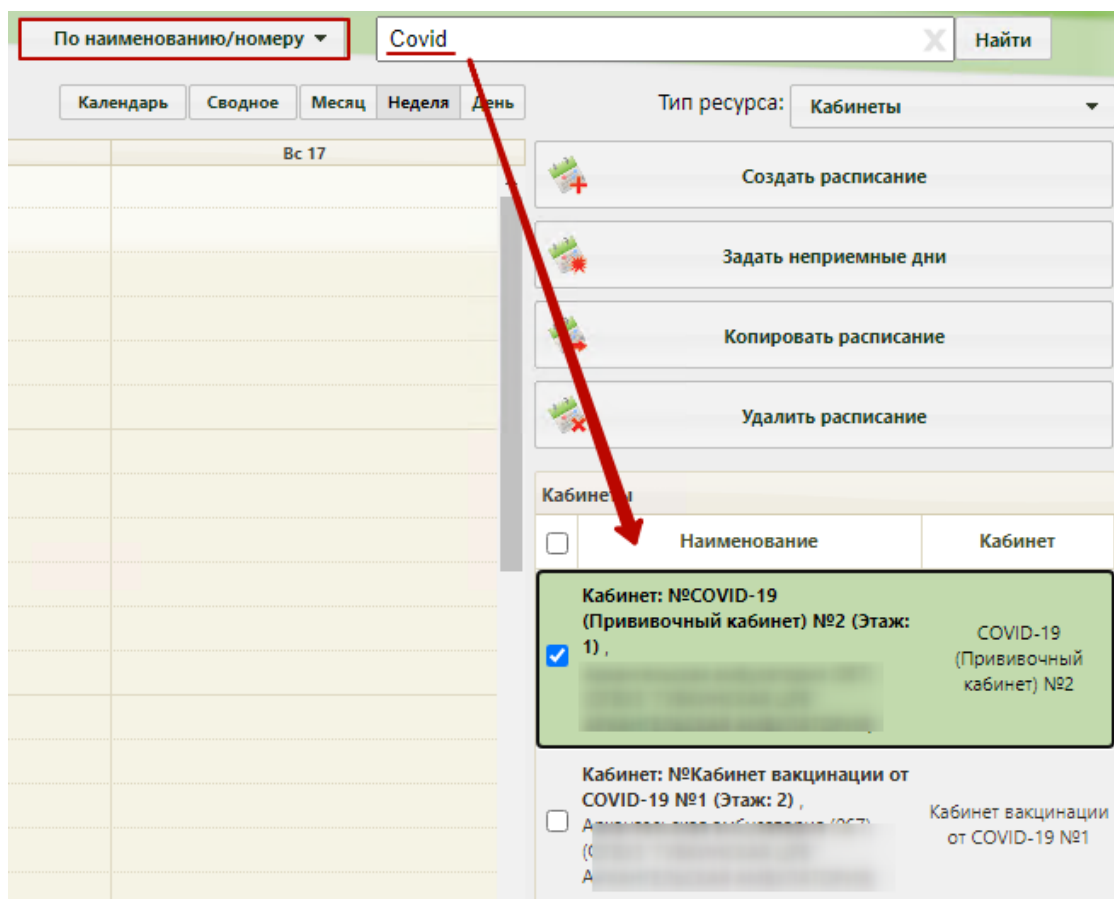 По наименованию/номеру
Covid
X
Найти
Календарь
Сводное
Месяц
Неделя
День
Тип ресурса:
Кабинеты
Вс 17
Создать расписание
Задать неприемные дни
Копировать расписание
Удалить расписание
Кабинеты
Наименование
Кабинет
Кабинет: №COVID-19
(Прививочный кабинет) №2 (Этаж:
1) ,
COVID-19
(Прививочный
кабинет) №2
Кабинет: №Кабинет вакцинации от
COVID-19 №1 (Этаж: 2) ,
Кабинет вакцинации
от COVID-19 №1